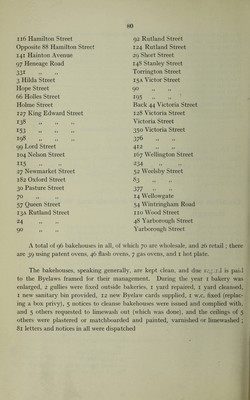 80
116 Hamilton Street
Opposite 88 Hamilton Street
141 Hainton Avenue
97 Heneage Road
331 „ „
3 Hilda Street
Hope Street
66 Holles Street
Holme Street
127 King Edward Street
138 „ „ „
153 „ „ „
198 „ „ „
99 Lord Street
104 Nelson Street
115 „ „
27 Newmarket Street
182 Oxford Street
30 Pasture Street
70 „ „
57 Queen Street
13A Rutland Street
24 „ „
90 „ „
92 Rutland Street
124 Rutland Street
29 Short Street
148 Stanley Street
Torrington Street
15A Victor Street
90 „ „
195 „ „
Back 44 Victoria Street
128 Victoria Street
Victoria Street
350 Victoria Street
376 „ „
412 „ „
167 Wellington Street
234 „ „
52 Weelsby Street
83 „ „
377 „ „
14 Wellowgate
54 Wintringham Road
110 Wood Street
48 Yarborough Street
Yarborough Street
A total of 96 bakehouses in all, of which 70 are wholesale, and 26 retail ; there
are 39 using patent ovens, 46 flash ovens, 7 gas ovens, and 1 hot plate.
The bakehouses, speaking generally, are kept clean, and due regard is paid
to the Byelaws framed for their management. During the year 1 bakery was
enlarged, 2 gullies were fixed outside bakeries, 1 yard repaired, 1 yard cleansed,
1 new sanitary bin provided, 12 new Byelaw cards supplied, 1 w.c. fixed (replac-
ing a box privy), 5 notices to cleanse bakehouses were issued and complied with,
and 5 others requested to limewash out (which was done), and the ceilings of 3
others were plastered or matchboarded and painted, varnished or limewashed ;
81 letters and notices in all were dispatched